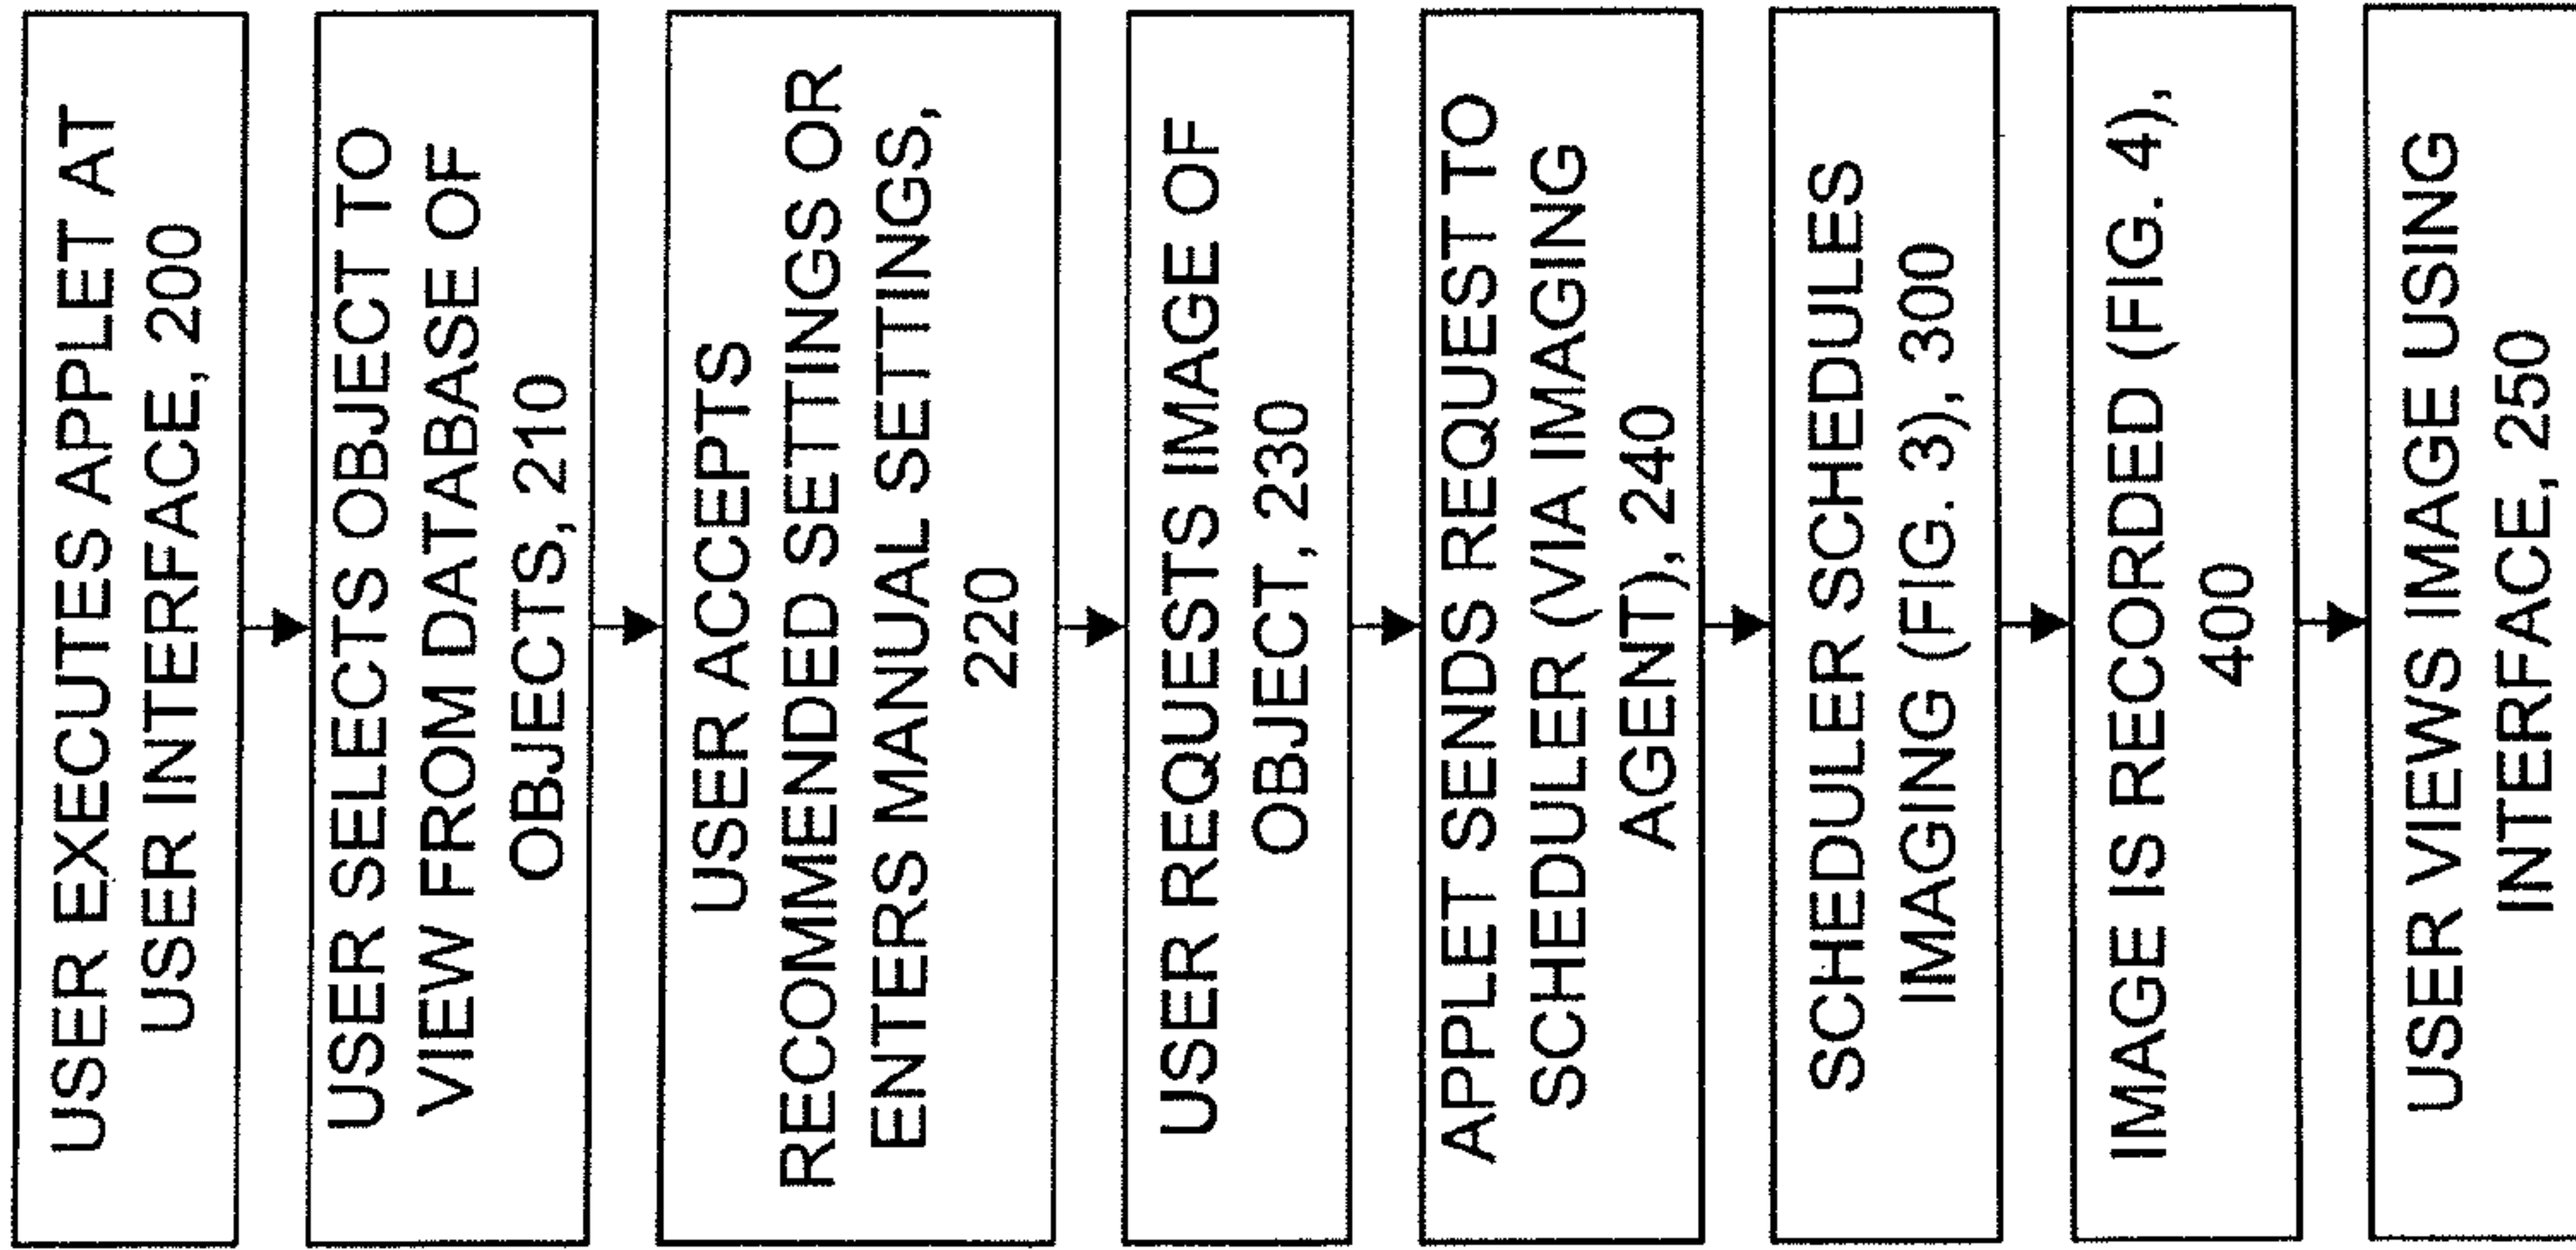 USER EXECUTES APPLET AT
USER INTERFACE, 200
USER SELECTS OBJECT TO
VIEW FROM DATABASE OF
OBJECTS, 210
USER ACCEPTS
RECOMMENDED SETTINGS OR
ENTERS MANUAL SETTINGS,
220
USER REQUESTS IMAGE OF
OBJECT, 230
APPLET SENDS REQUEST TO
SCHEDULER (VIA IMAGING
AGENT), 240
SCHEDULER SCHEDULES
IMAGING (FIG. 3), 300
IMAGE IS RECORDED (FIG. 4),
400
USER VIEWS IMAGE USING
INTERFACE, 250